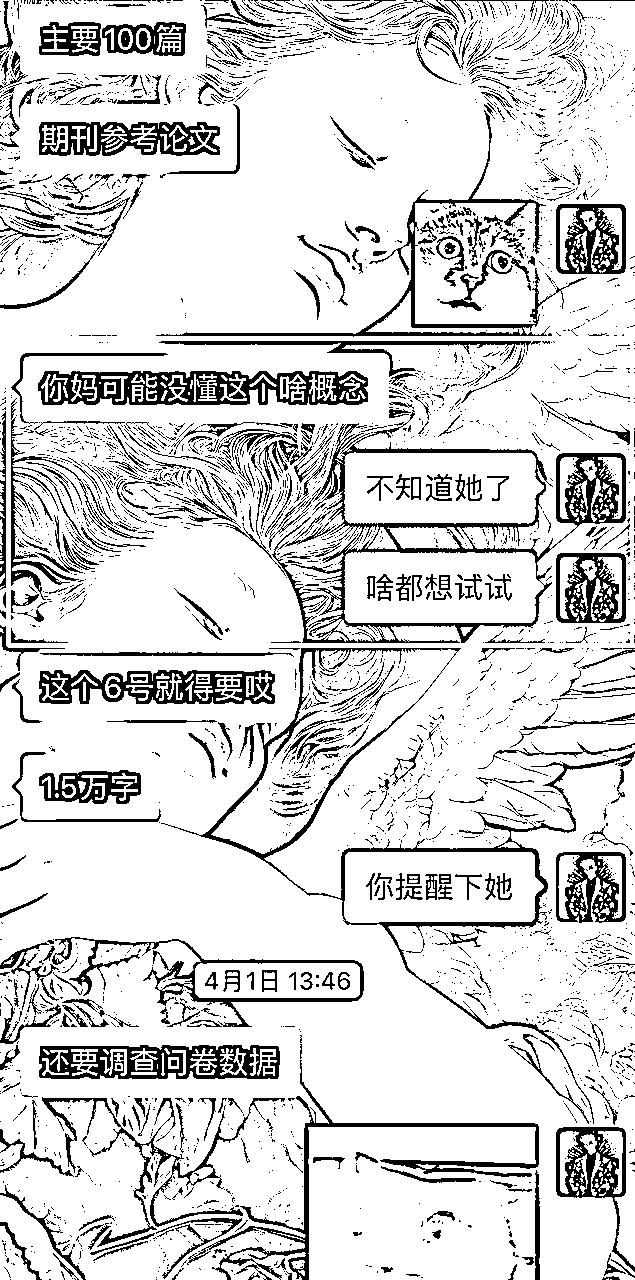 主要100篇
期刊参考论文
你妈可能没懂这个啥概念
不知道她了
啥都想试试
这个6号就得要哎
1.5万字
你提醒下她
4月1日 13:46
还要调查问卷数据